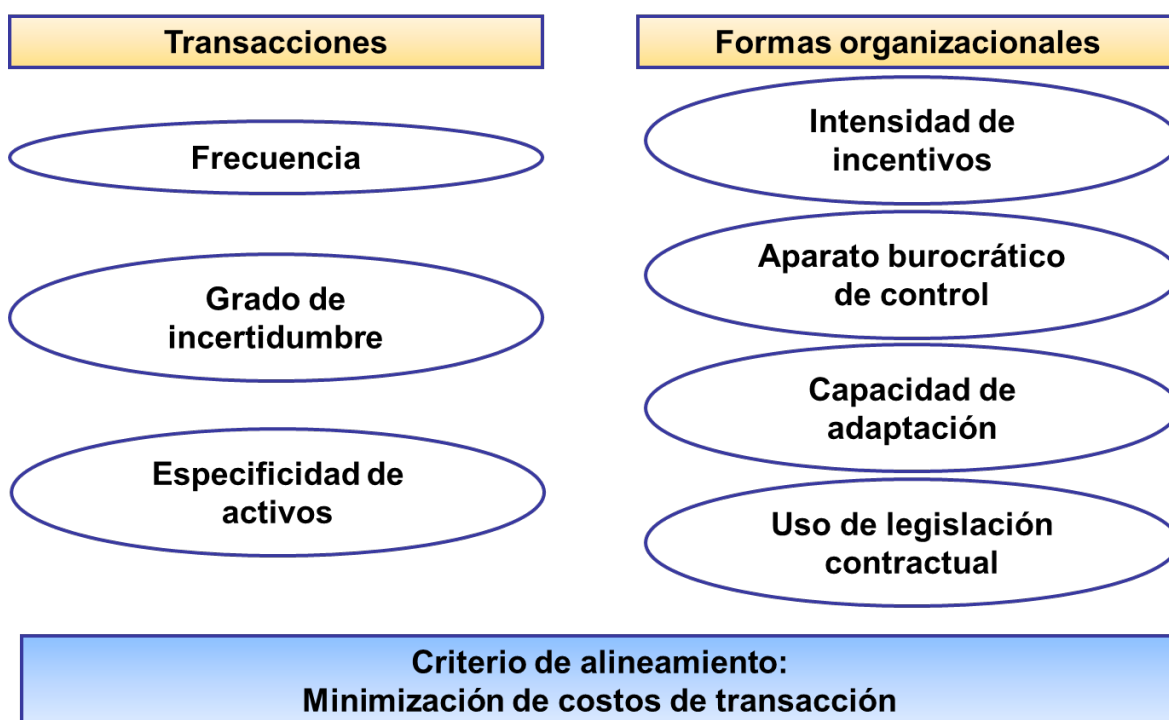 Transacciones
Frecuencia
Grado de
incertidumbre
Especificidad de
activos
Formas organizacionales
Intensidad de
incentivos
Aparato burocrático
de control
Capacidad de
adaptación
Uso de legislación
contractual
Criterio de alineamiento:
Minimización de costos de transacción